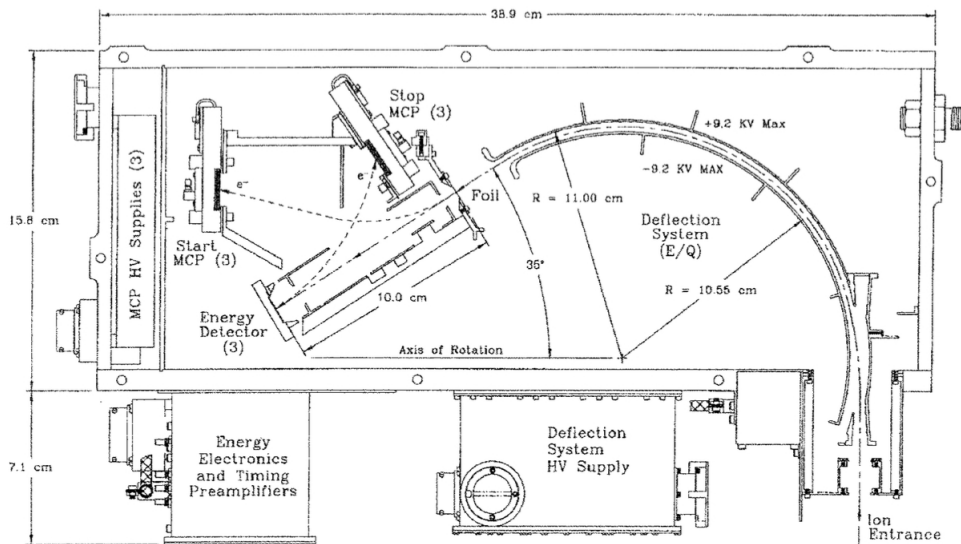 38.9 cm
Stop
MCP (3)
+9.2 KV Max
-9.2 KV MAX
e-
e-
Foil
MCP HV Supplies (3)
R = 11.00 cm
15.8 cm
Deflection
System
(E/Q)
Start
MCP (3)
35°
R = 10.55 cm
10.0 cm
Energy
Detector
(3)
Axis of Rotation
7.1 cm
Energy
Electronics
and Timing
Preamplifiers
Deflection
System
HV Supply
Ion
Entrance